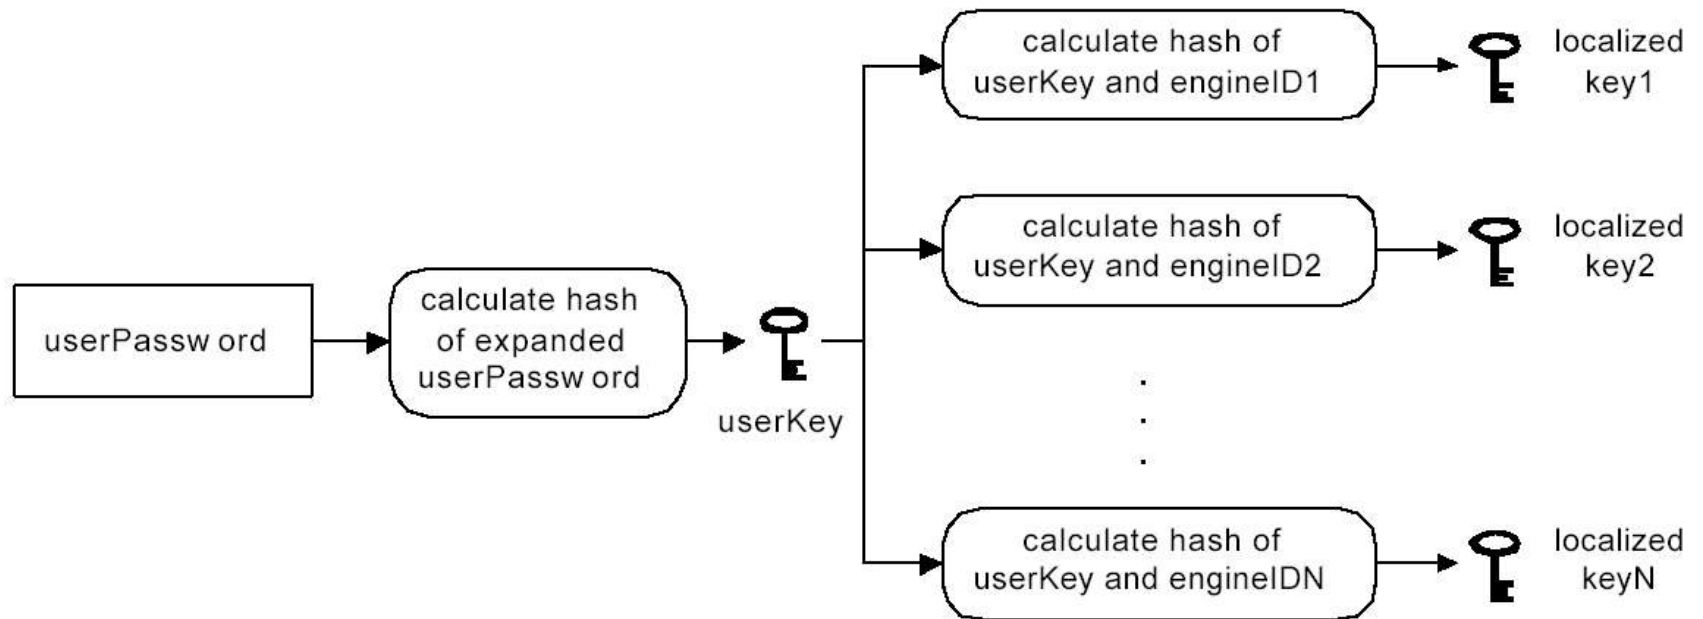 userPassw ord
calculate hash
of expanded
userPassw ord
userKey
calculate hash of
userKey and engineID1
localized
key1
calculate hash of
userKey and engineID2
localized
key2
.
.
.
calculate hash of
userKey and engineIDN
localized
keyN